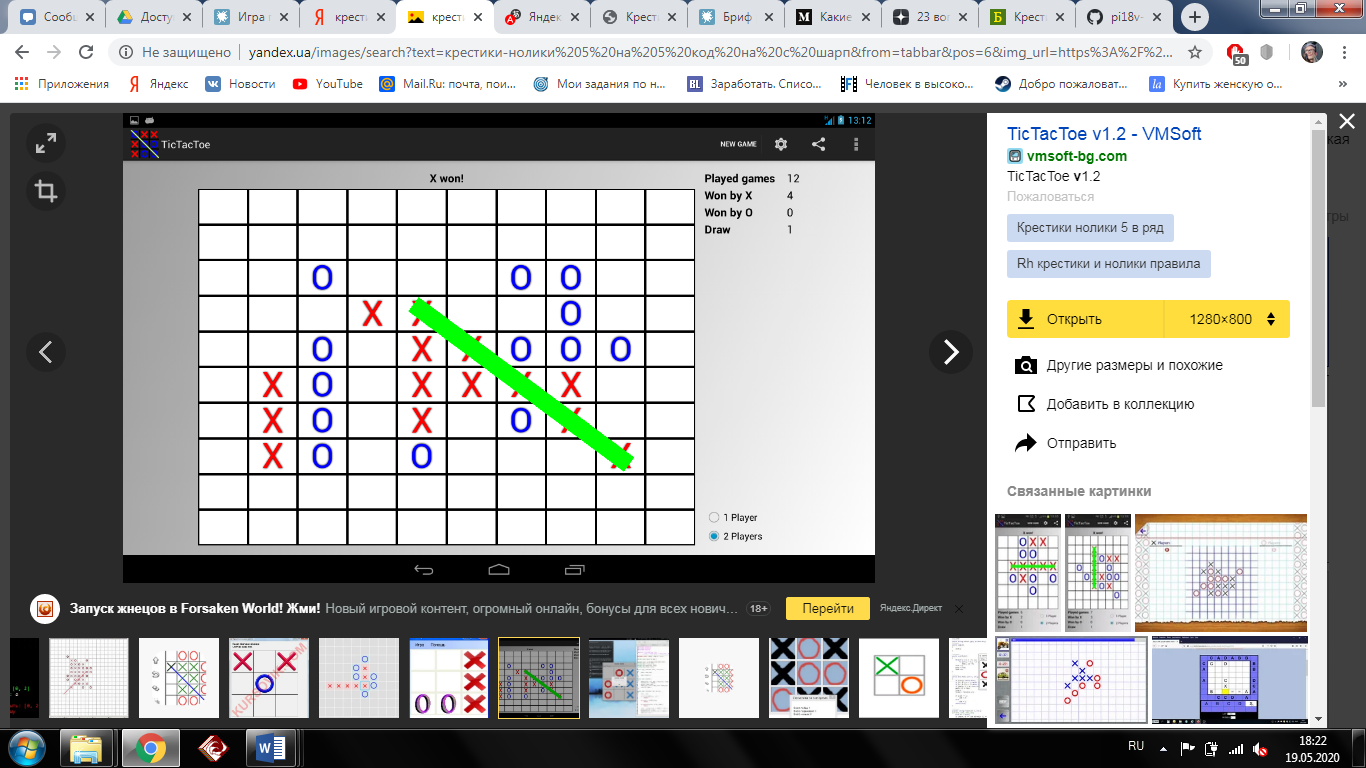 Сообщ
Достуг
Игра г
крести
крести
Яндек
Крести
Бриф
Какие
23 вог
Крест
pi18v-
Не защищено
yandex.ua/images/search?text=крестики-нолики%205%20на%205%20код%20на%20с%20шарп&from=tabbar&pos=6&img_url=https%3A%2F%2...
50
Приложения
Яндекс
Новости
YouTube
Mail.Ru: почта, пои...
Мои задания по н...
Заработать. Списо...
Человек в высоко...
Добро пожаловат...
Купить женскую о...
13:12
TicTacToe
NEW GAME
X won!
Played games 12
Won by X 4
Won by O 0
Draw 1
O O O
X X O
O X X O O O
X O X X X X
X O X O X
X O O X
1 Player
2 Players
TicTacToe v1.2 - VMSoft
vmsoft-bg.com
TicTacToe v1.2
Пожаловаться
Крестики нолики 5 в ряд
Rh крестики и нолики правила
Открыть
1280×800
Другие размеры и похожие
Добавить в коллекцию
Отправить
Связанные картинки
Запуск жнецов в Forsaken World! Жми! Новый игровой контент, огромный онлайн, бонусы для всех нович...
18+
Перейти
Яндекс.Директ
RU
18:22
19.05.2020